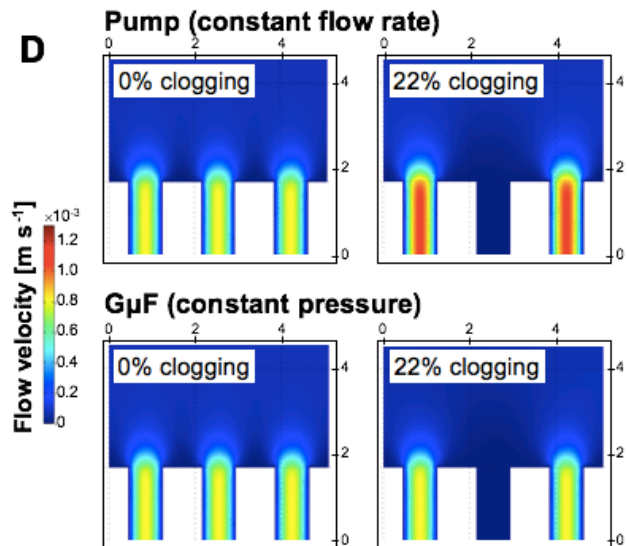 D
Pump (constant flow rate)
0 2 4 0 2 4
0% clogging 22% clogging
4 4
2 2
0 0
Flow velocity [m s⁻¹]
×10⁻³
1.2
1.0
0.8
0.6
0.4
0.2
0
GµF (constant pressure)
0 2 4 0 2 4
0% clogging 22% clogging
4 4
2 2
0 0